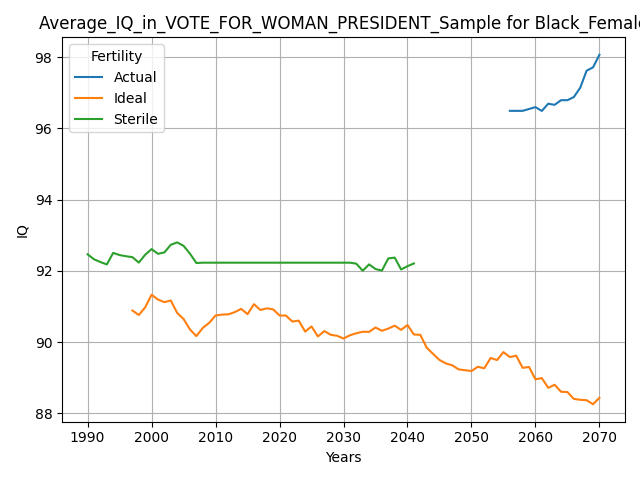 Average_IQ_in_VOTE_FOR_WOMAN_PRESIDENT_Sample for Black_Female
Fertility
Actual
Ideal
Sterile
98
96
94
92
90
88
IQ
1990 2000 2010 2020 2030 2040 2050 2060 2070
Years